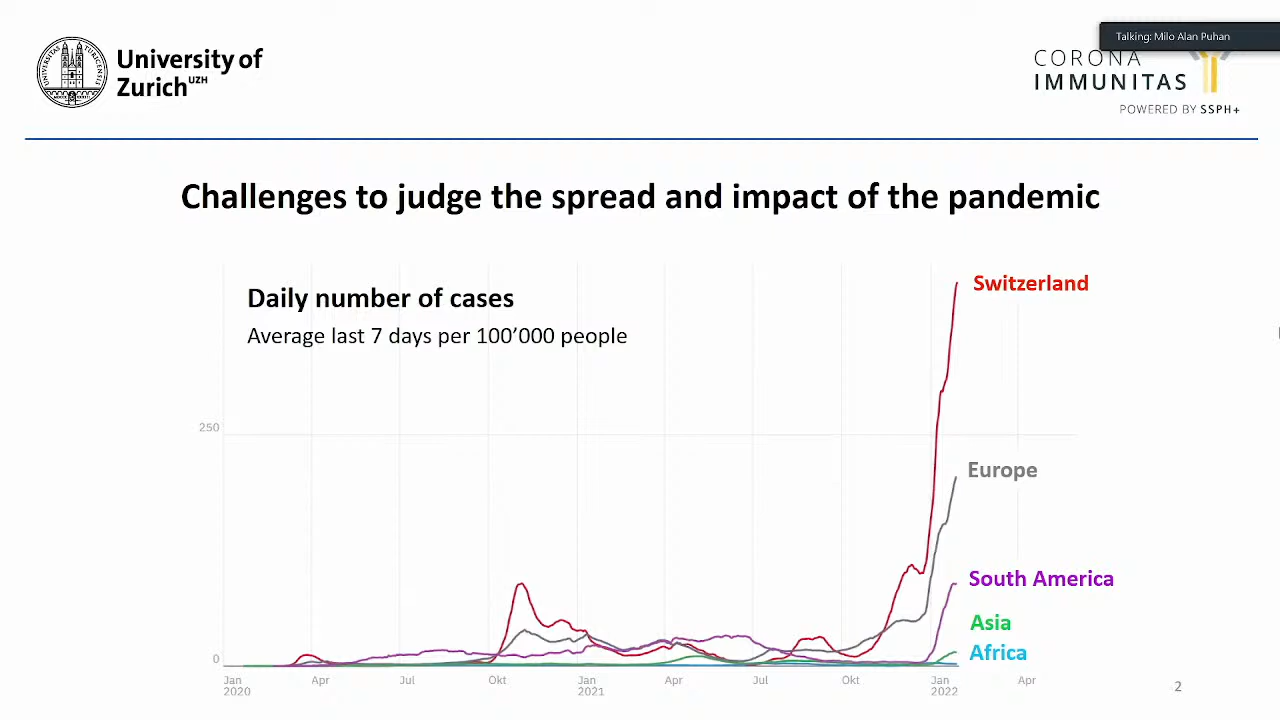 Talking: Milo Alan Puhan
University of
Zurich UZH
CORONA
IMMUNITAS
POWERED BY SSPH+
Challenges to judge the spread and impact of the pandemic
Daily number of cases
Average last 7 days per 100’000 people
Switzerland
250
Europe
South America
Asia
Africa
0
Jan Apr Jul Okt Jan Apr Jul Okt Jan Apr
2020 2021 2022
2